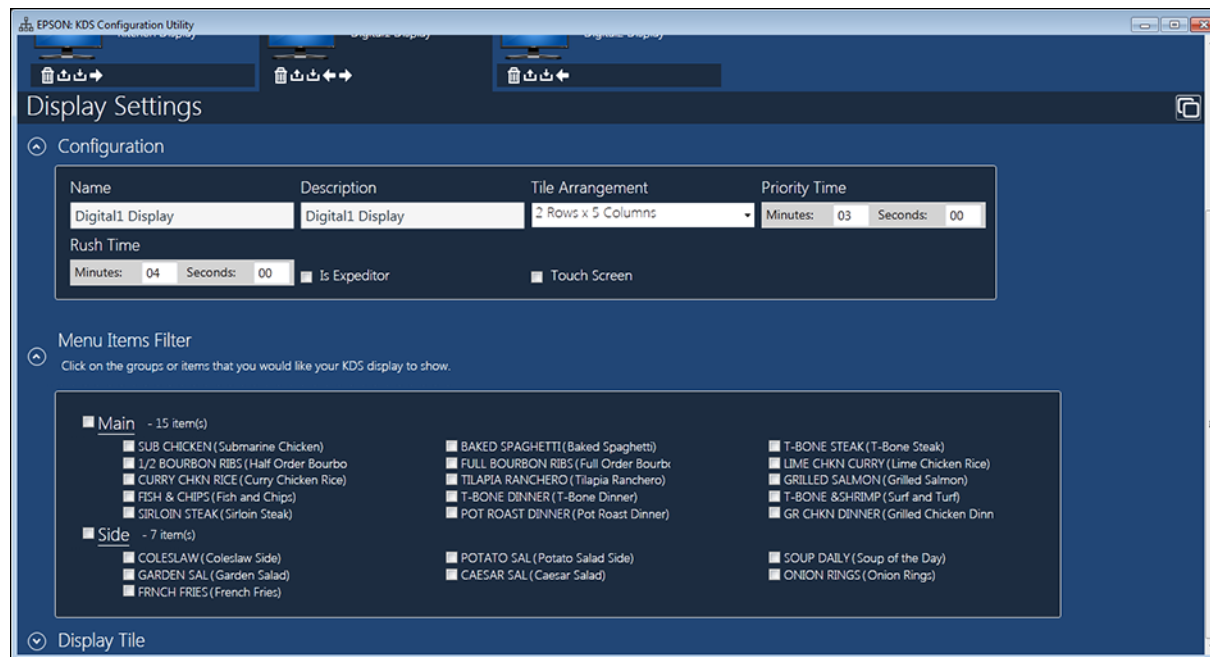 EPSON: KDS Configuration Utility
Kitchen Display Digital1 Display Digital2 Display
Display Settings
Configuration
Name Description Tile Arrangement Priority Time
Digital1 Display Digital1 Display 2 Rows x 5 Columns Minutes: 03 Seconds: 00
Rush Time
Minutes: 04 Seconds: 00 Is Expeditor Touch Screen
Menu Items Filter
Click on the groups or items that you would like your KDS display to show.
Main - 15 item(s)
SUB CHICKEN (Submarine Chicken) BAKED SPAGHETTI (Baked Spaghetti) T-BONE STEAK (T-Bone Steak)
1/2 BOURBON RIBS (Half Order Bourbo FULL BOURBON RIBS (Full Order Bourbo LIME CHKN CURRY (Lime Chicken Rice)
CURRY CHKN RICE (Curry Chicken Rice) TILAPIA RANCHERO (Tilapia Ranchero) GRILLED SALMON (Grilled Salmon)
FISH & CHIPS (Fish and Chips) T-BONE DINNER (T-Bone Dinner) T-BONE &SHRIMP (Surf and Turf)
SIRLOIN STEAK (Sirloin Steak) POT ROAST DINNER (Pot Roast Dinner) GR CHKN DINNER (Grilled Chicken Dinn
Side - 7 item(s)
COLESLAW (Coleslaw Side) POTATO SAL (Potato Salad Side) SOUP DAILY (Soup of the Day)
GARDEN SAL (Garden Salad) CAESAR SAL (Caesar Salad) ONION RINGS (Onion Rings)
FRNCH FRIES (French Fries)
Display Tile